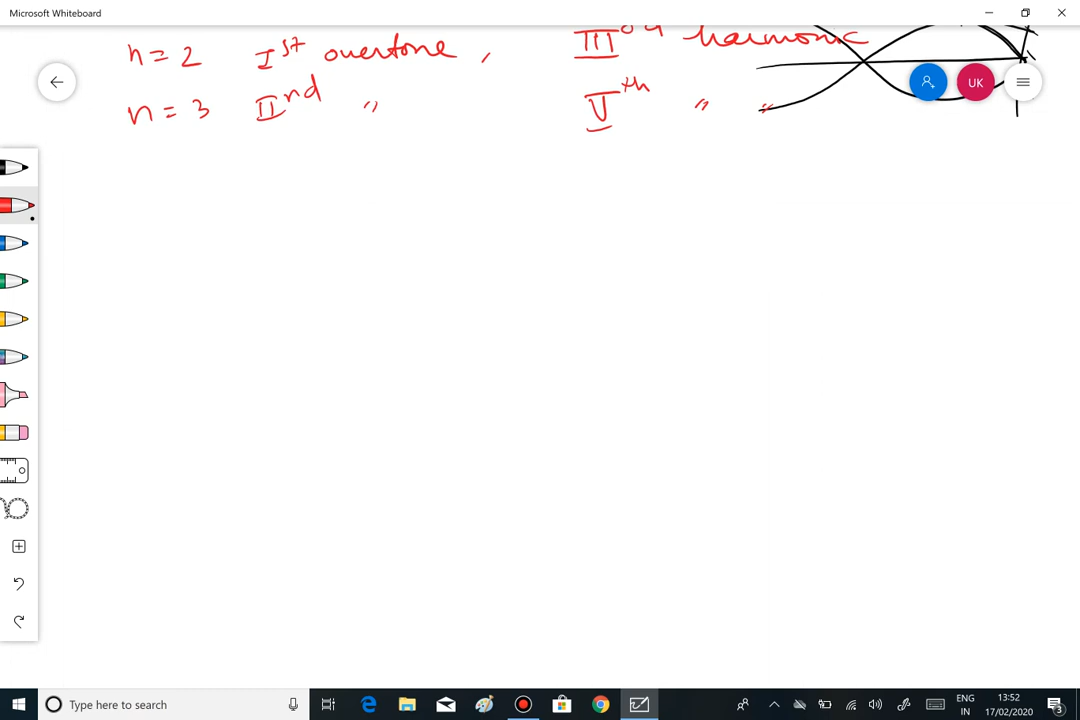 Microsoft Whiteboard
n = 2 Ist overtone , IIIrd harmonic
n = 3 IInd " Vth " "
UK
Type here to search
ENG
IN
13:52
17/02/2020
3